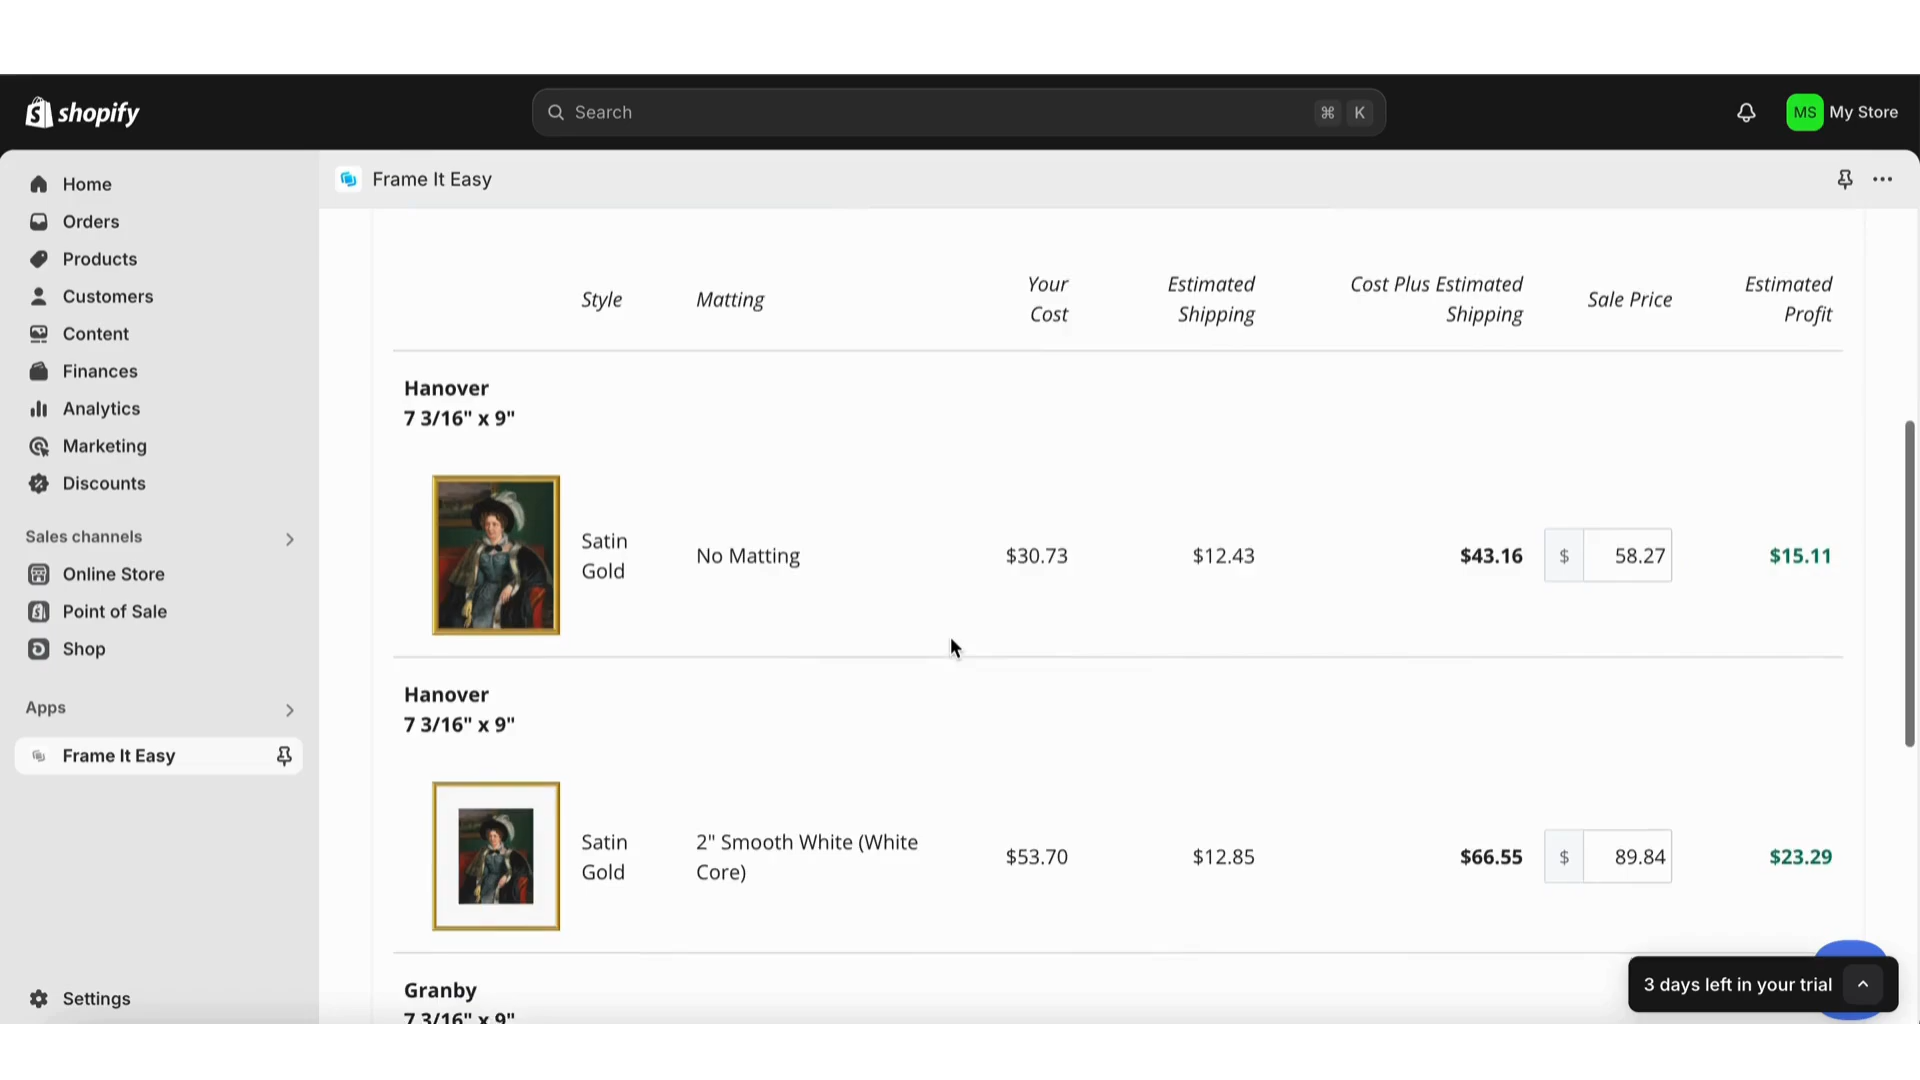 shopify
Search
⌘ K
MS My Store
Home
Orders
Products
Customers
Content
Finances
Analytics
Marketing
Discounts
Sales channels
Online Store
Point of Sale
Shop
Apps
Frame It Easy
Settings
Frame It Easy
Style
Matting
Your
Cost
Estimated
Shipping
Cost Plus Estimated
Shipping
Sale Price
Estimated
Profit
Hanover
7 3/16" x 9"
Satin
Gold
No Matting
$30.73
$12.43
$43.16
$ 58.27
$15.11
Hanover
7 3/16" x 9"
Satin
Gold
2" Smooth White (White
Core)
$53.70
$12.85
$66.55
$ 89.84
$23.29
Granby
7 3/16" x 9"
3 days left in your trial